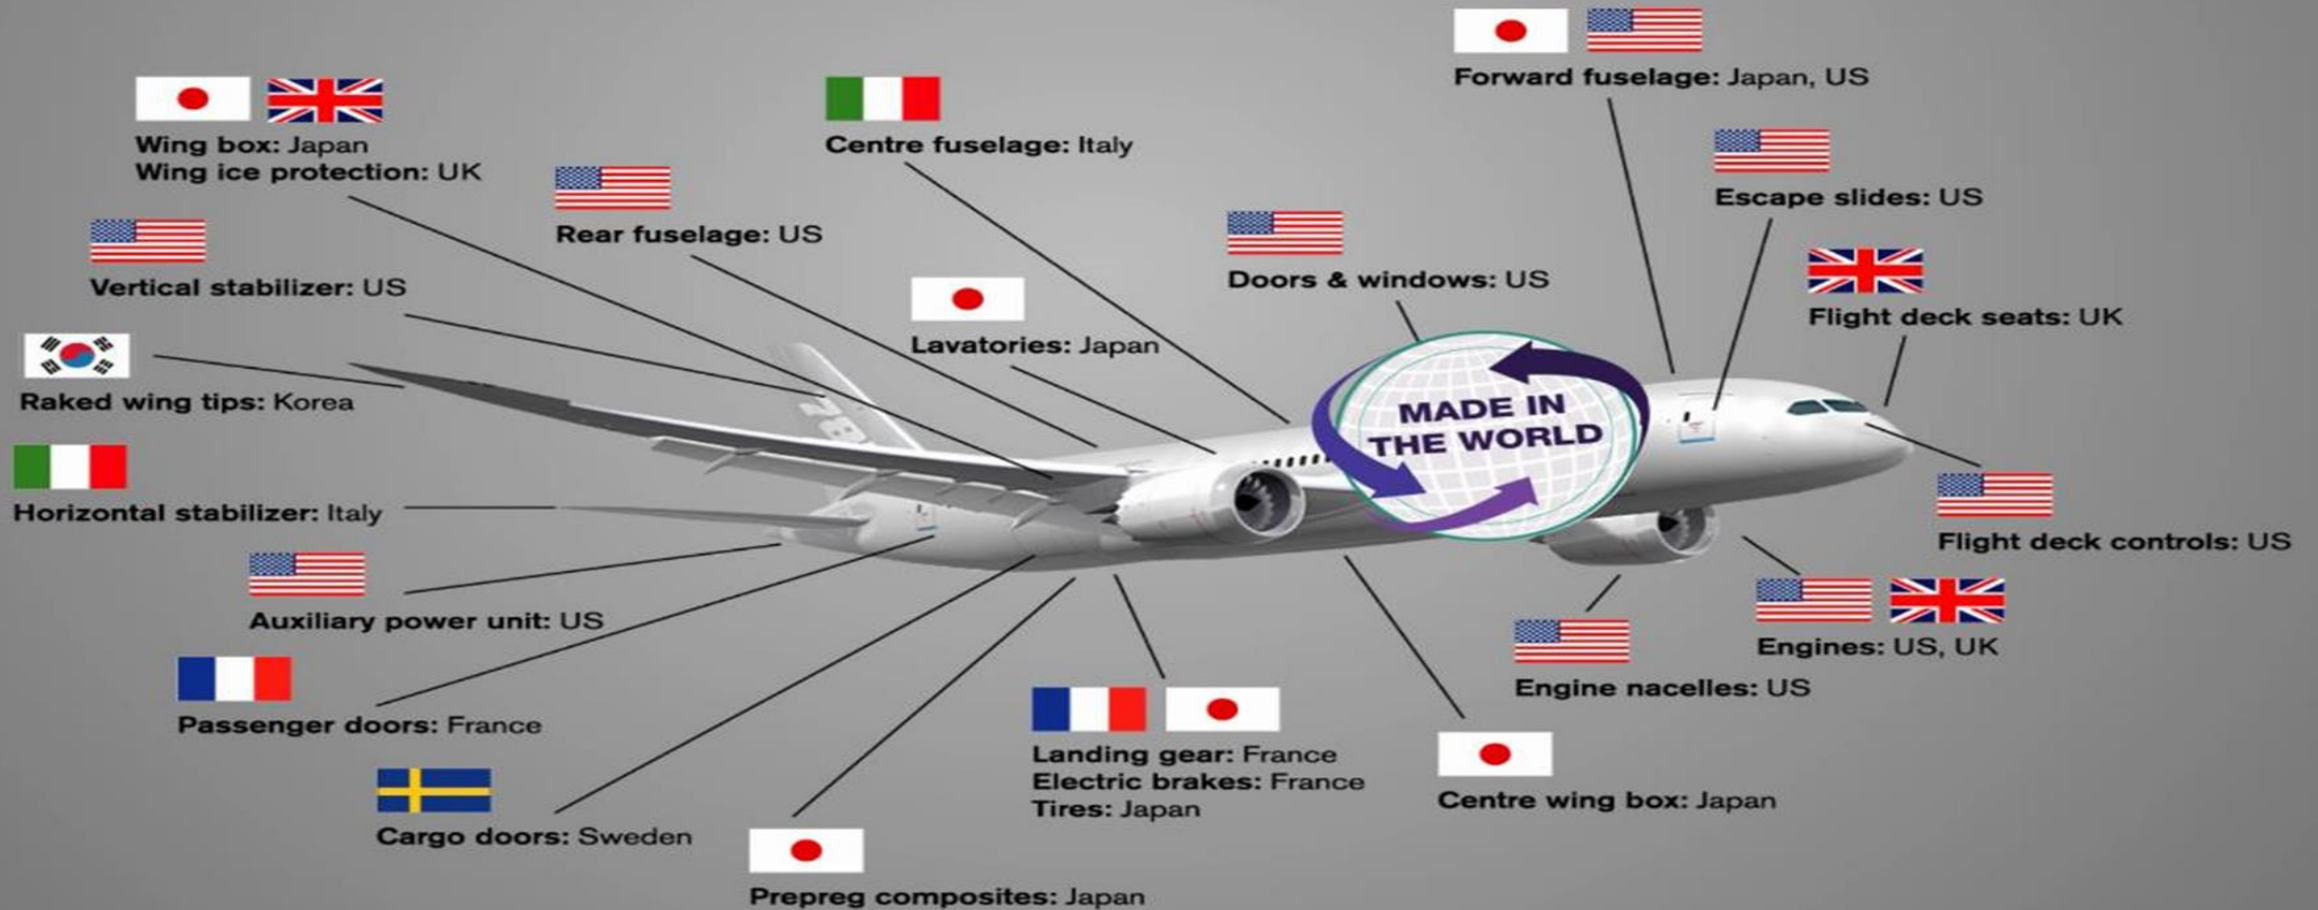 Forward fuselage: Japan, US
Wing box: Japan
Wing ice protection: UK
Centre fuselage: Italy
Escape slides: US
Rear fuselage: US
Doors & windows: US
Vertical stabilizer: US
Flight deck seats: UK
Lavatories: Japan
Raked wing tips: Korea
MADE IN
THE WORLD
787
Horizontal stabilizer: Italy
Flight deck controls: US
Auxiliary power unit: US
Engines: US, UK
Engine nacelles: US
Passenger doors: France
Landing gear: France
Electric brakes: France
Tires: Japan
Centre wing box: Japan
Cargo doors: Sweden
Prepreg composites: Japan